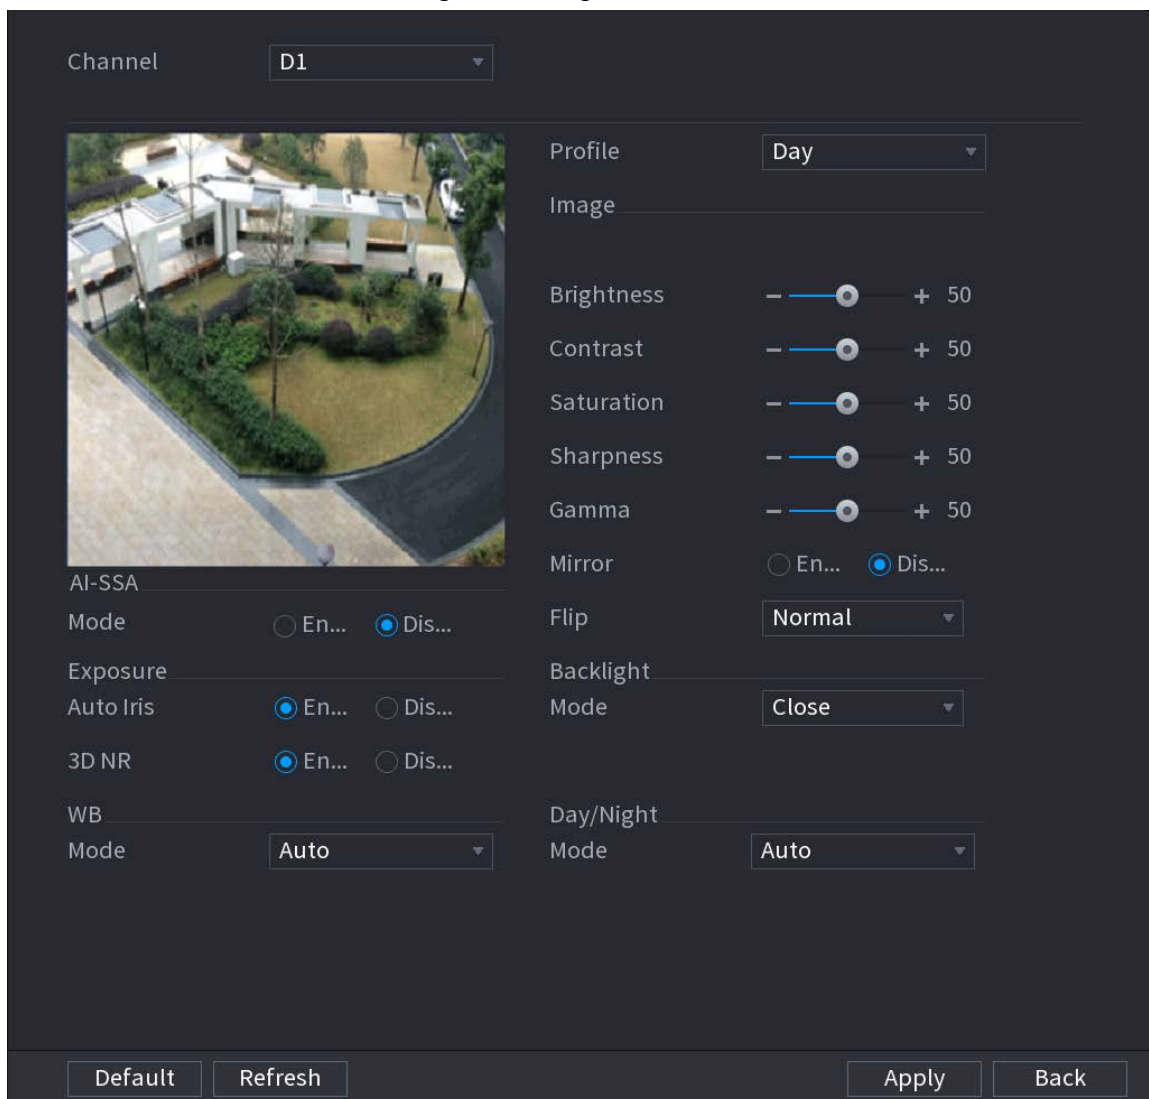 Channel D1
Profile Day
Image
Brightness - + 50
Contrast - + 50
Saturation - + 50
Sharpness - + 50
Gamma - + 50
Mirror En... Dis...
Flip Normal
Backlight
Mode Close
Day/Night
Mode Auto
AI-SSA
Mode En... Dis...
Exposure
Auto Iris En... Dis...
3D NR En... Dis...
WB
Mode Auto
Default Refresh Apply Back